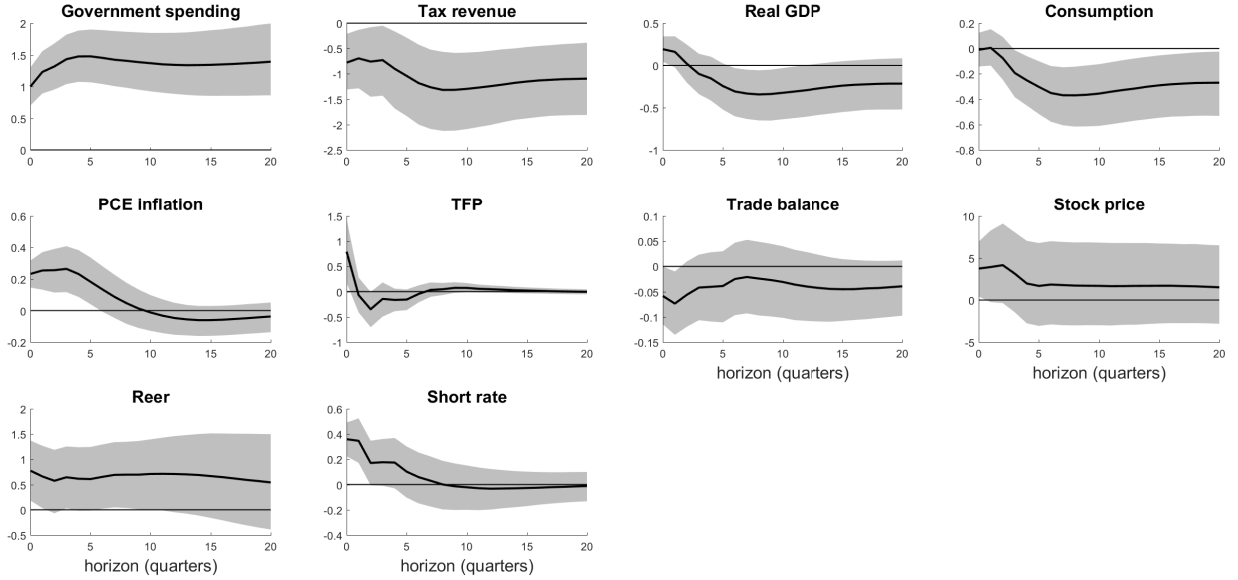 Government spending
2
1.5
1
0.5
0
0 5 10 15 20
Tax revenue
0
-0.5
-1
-1.5
-2
-2.5
0 5 10 15 20
Real GDP
0.5
0
-0.5
-1
0 5 10 15 20
Consumption
0.2
0
-0.2
-0.4
-0.6
-0.8
0 5 10 15 20
PCE inflation
0.6
0.4
0.2
0
-0.2
0 5 10 15 20
TFP
1.5
1
0.5
0
-0.5
-1
0 5 10 15 20
Trade balance
0.1
0.05
0
-0.05
-0.1
-0.15
0 5 10 15 20
horizon (quarters)
Stock price
10
5
0
-5
0 5 10 15 20
horizon (quarters)
Reer
2
1.5
1
0.5
0
-0.5
0 5 10 15 20
horizon (quarters)
Short rate
0.6
0.4
0.2
0
-0.2
-0.4
0 5 10 15 20
horizon (quarters)